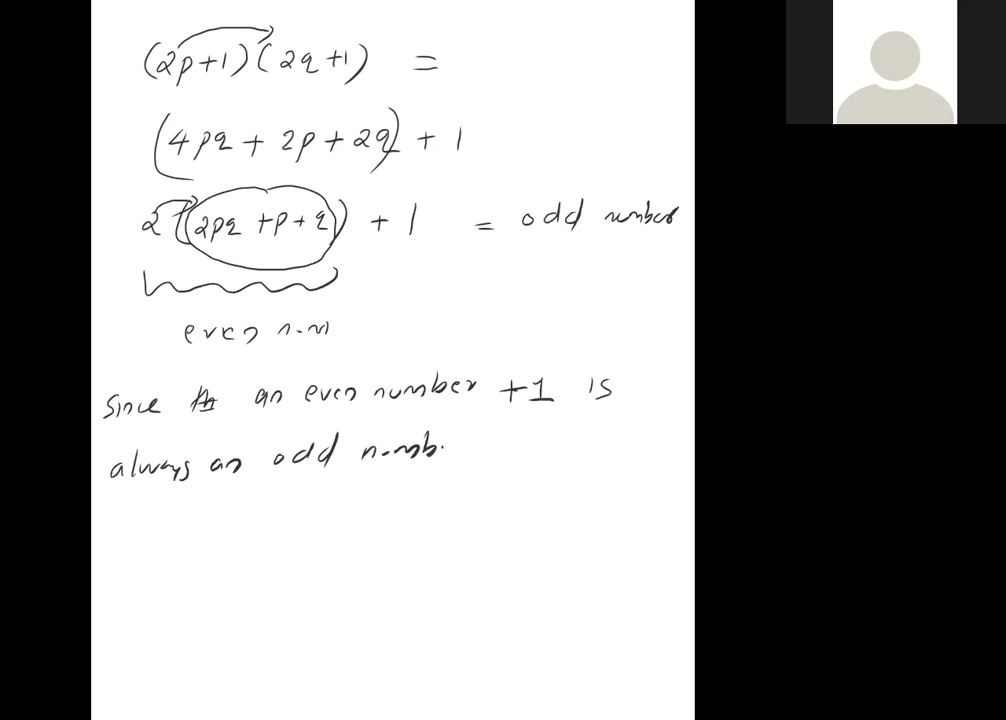 (2p+1)(2q+1) =
(4pq + 2p + 2q) + 1
2(2pq + p + q) + 1 = odd number
even
since an even number +1 is
always an odd numb.